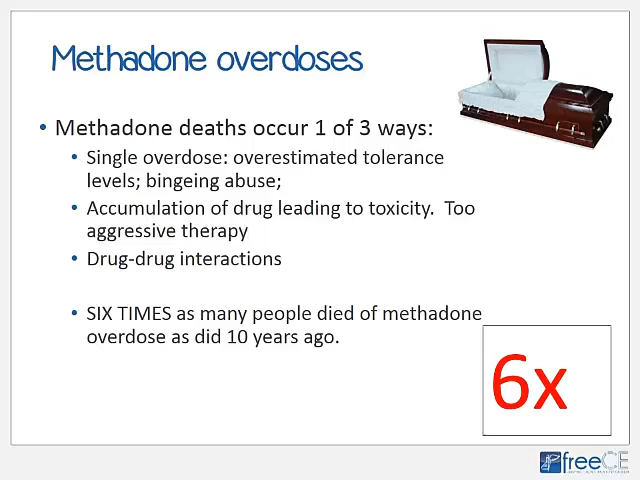 Methadone overdoses
• Methadone deaths occur 1 of 3 ways:
• Single overdose: overestimated tolerance
levels; bingeing abuse;
• Accumulation of drug leading to toxicity.  Too
aggressive therapy
• Drug-drug interactions
• SIX TIMES as many people died of methadone
overdose as did 10 years ago.
6x
freeCE